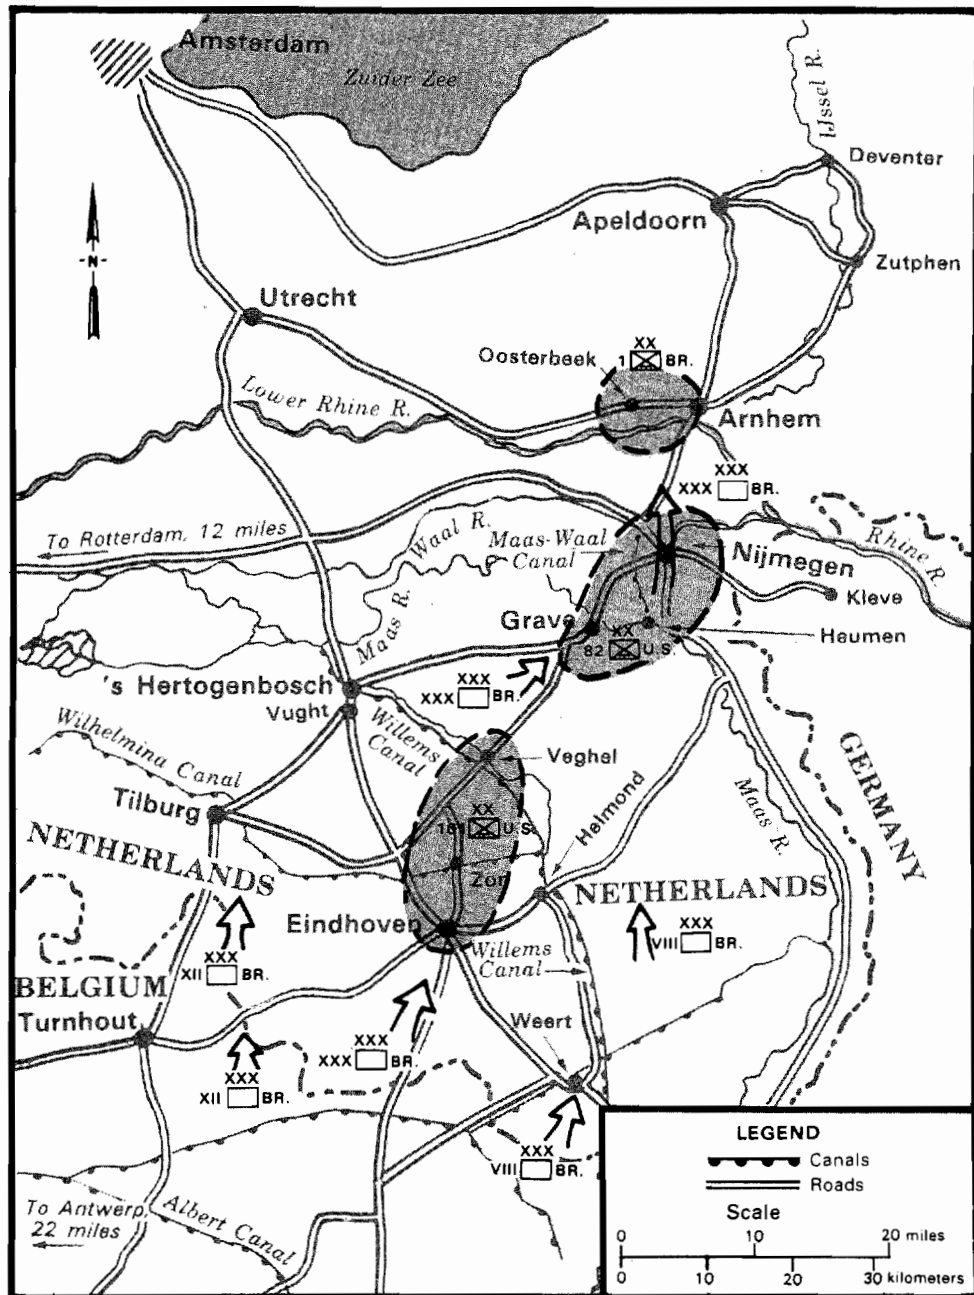 Amsterdam
Zuider Zee
IJssel R.
Deventer
Apeldoorn
Zutphen
-N-
Utrecht
XX
Oosterbeek
1 BR.
Lower Rhine R.
Arnhem
XXX
XXX BR.
To Rotterdam, 12 miles
Waal R.
Maas-Waal
Canal
Nijmegen
Rhine R.
Kleve
Maas R.
Grave
XX
82 U.S.
Heumen
XXX
XXX BR.
's Hertogenbosch
Vught
Willems
Canal
Wilhelmina Canal
Veghel
GERMANY
Tilburg
XX
101 U.S.
Helmond
Maas R.
NETHERLANDS
Zon
NETHERLANDS
Eindhoven
XXX
VIII BR.
XXX
XII BR.
Willems
Canal
BELGIUM
Turnhout
Weert
XXX
XXX BR.
XXX
XII BR.
XXX
VIII BR.
LEGEND
Canals
Roads
Scale
0 10 20 miles
0 10 20 30 kilometers
To Antwerp,
22 miles
Albert Canal